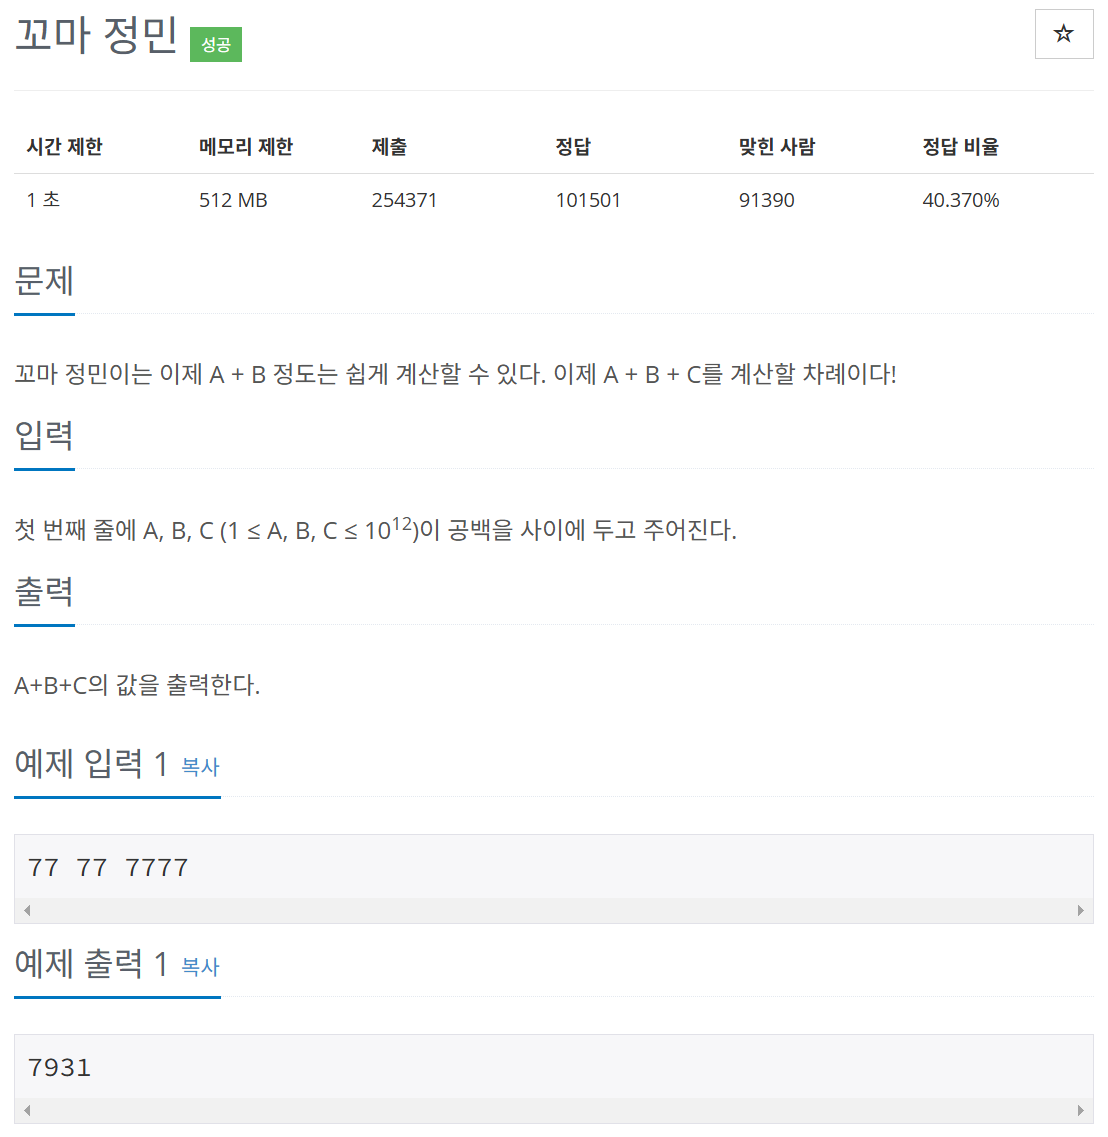 꼬마 정민 성공
☆
시간 제한 메모리 제한 제출 정답 맞힌 사람 정답 비율
1 초 512 MB 254371 101501 91390 40.370%
문제
꼬마 정민이는 이제 A + B 정도는 쉽게 계산할 수 있다. 이제 A + B + C를 계산할 차례이다!
입력
첫 번째 줄에 A, B, C (1 ≤ A, B, C ≤ 10¹²)이 공백을 사이에 두고 주어진다.
출력
A+B+C의 값을 출력한다.
예제 입력 1 복사
77 77 7777
예제 출력 1 복사
7931